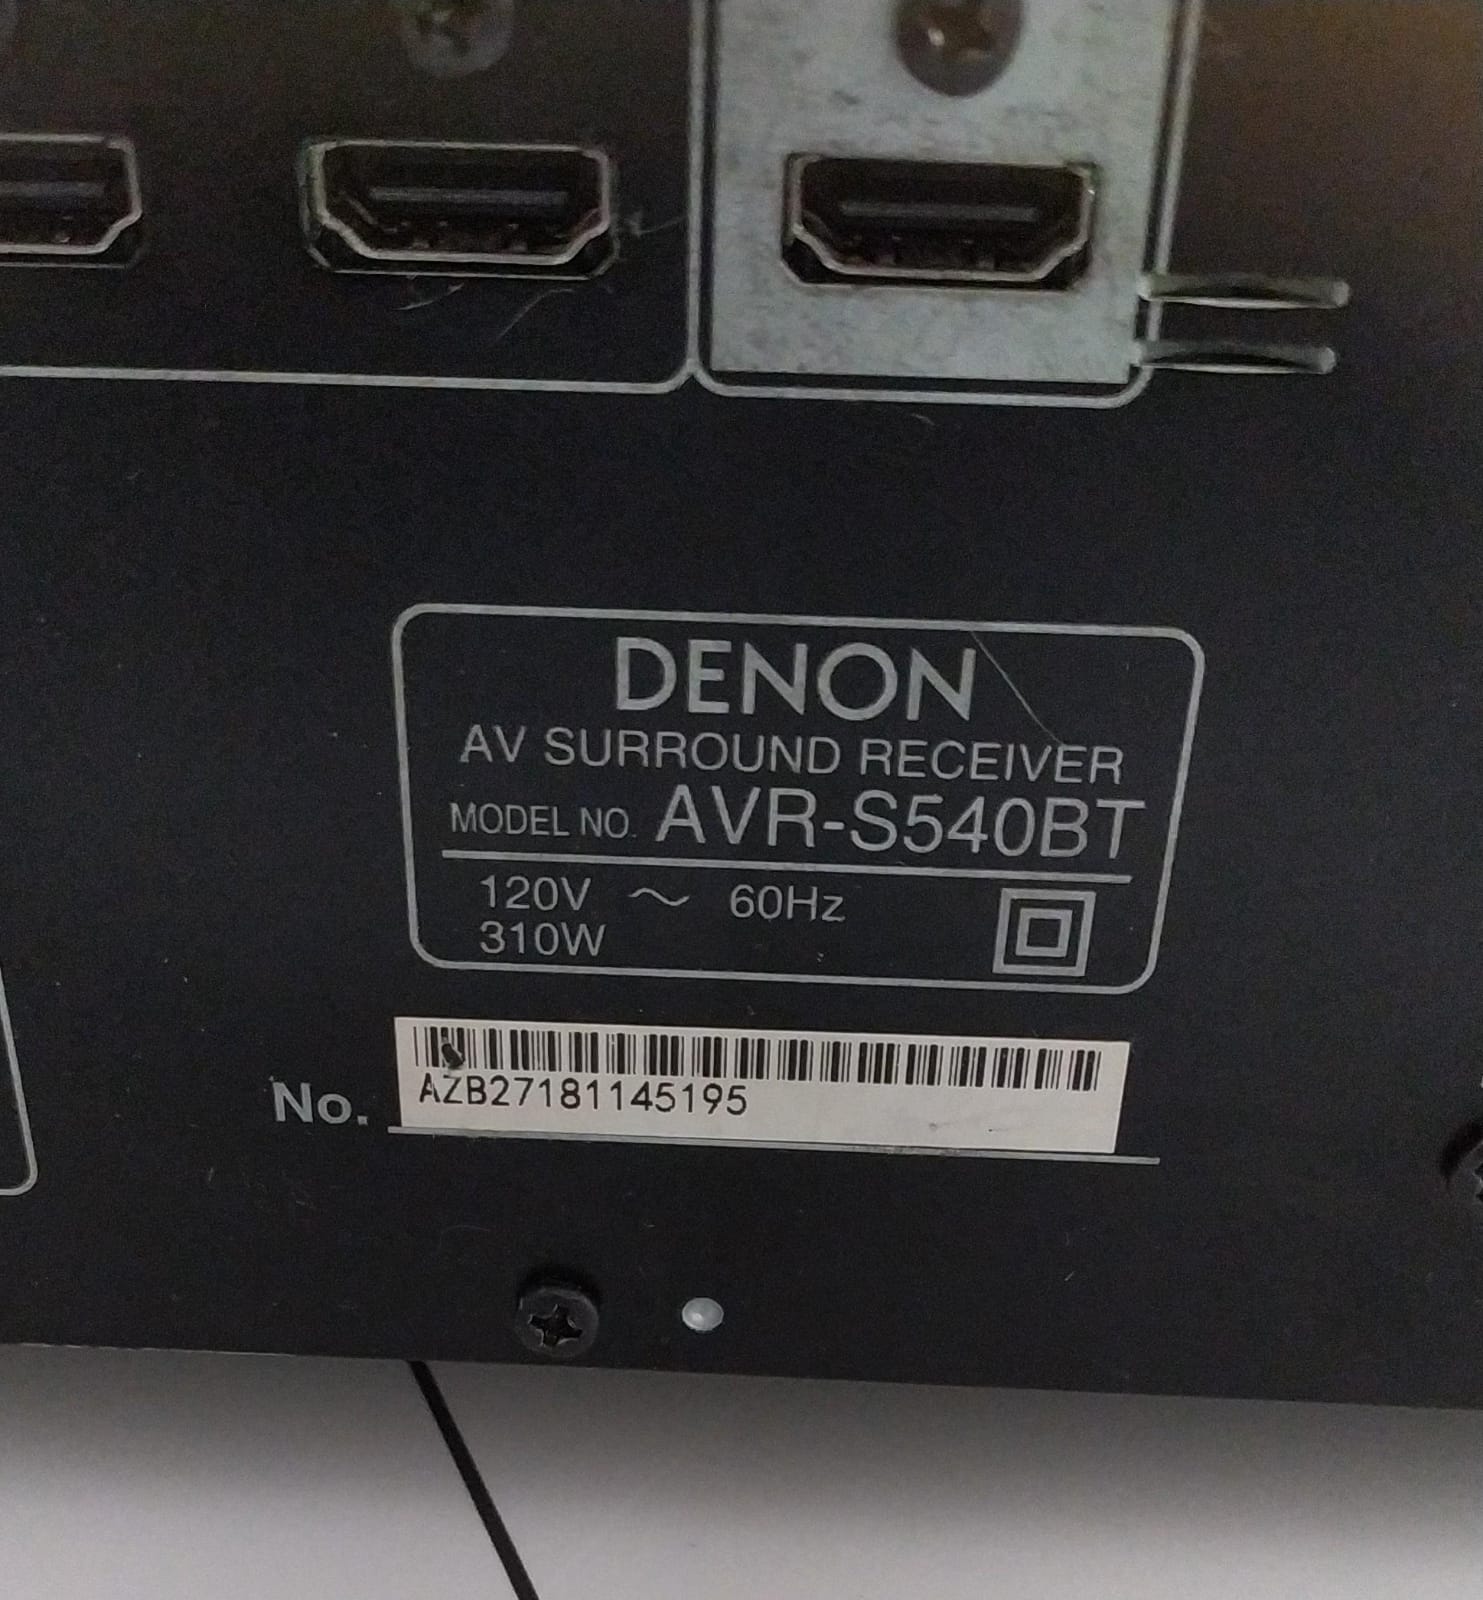 DENON
AV SURROUND RECEIVER
MODEL NO. AVR-S540BT
120V ~ 60Hz
310W
No. AZB27181145195